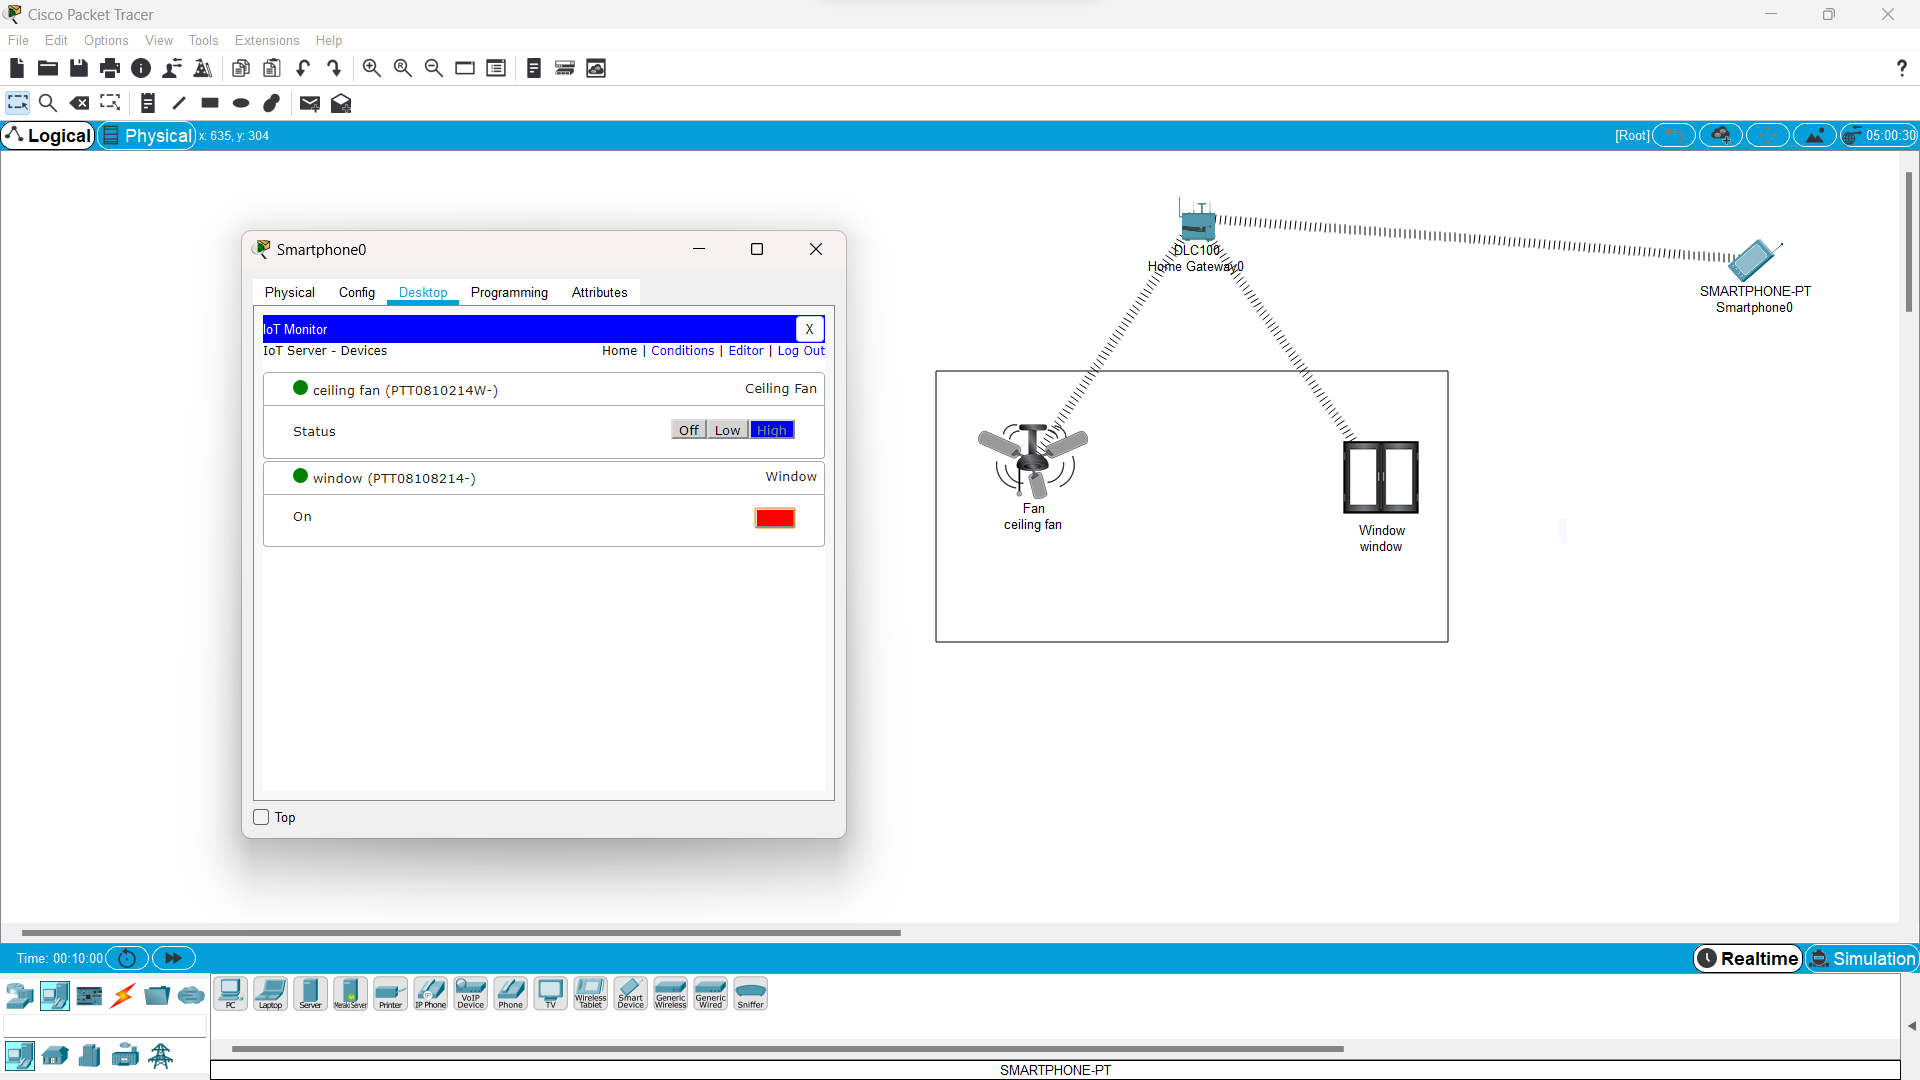 Cisco Packet Tracer
File Edit Options View Tools Extensions Help
?
Logical Physical x: 635, y: 304 [Root] 05:00:30
DLC100
Home Gateway0
SMARTPHONE-PT
Smartphone0
Smartphone0
Physical Config Desktop Programming Attributes
IoT Monitor X
IoT Server - Devices Home | Conditions | Editor | Log Out
ceiling fan (PTT0810214W-) Ceiling Fan
Status Off Low High
window (PTT08108214-) Window
On
Top
Fan
ceiling fan
Window
window
Time: 00:10:00 Realtime Simulation
PC Laptop Server Meraki Server Printer IP Phone VoIP Device Phone TV Wireless Tablet Smart Device Generic Wireless Generic Wired Sniffer
SMARTPHONE-PT